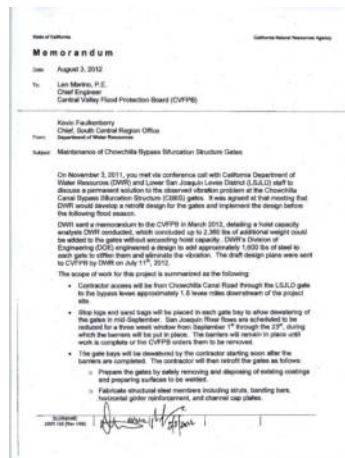 State of California
California Natural Resources Agency
Memorandum
Date: August 3, 2012
To: Len Marino, P.E.
Chief Engineer
Central Valley Flood Protection Board (CVFPB)
Kevin Faulkenberry
Chief, South Central Region Office
From: Department of Water Resources
Subject: Maintenance of Chowchilla Bypass Bifurcation Structure Gates
On November 3, 2011, you met via conference call with California Department of
Water Resources (DWR) and Lower San Joaquin Levee District (LSJLD) staff to
discuss a permanent solution to the observed vibration problem at the Chowchilla
Canal Bypass Bifurcation Structure (CBBS) gates. It was agreed at that meeting that
DWR would develop a retrofit design for the gates and implement the design before
the following flood season.
DWR sent a memorandum to the CVFPB in March 2012, detailing a hoist capacity
analysis DWR conducted, which concluded up to 2,360 lbs of additional weight could
be added to the gates without exceeding hoist capacity. DWR's Division of
Engineering (DOE) engineered a design to add approximately 1,600 lbs of steel to
each gate to stiffen them and eliminate the vibration. The draft design plans were sent
to CVFPB by DWR on July 11th, 2012.
The scope of work for this project is summarized as the following:
• Contractor access will be from Chowchilla Canal Road through the LSJLD gate
to the bypass levees approximately 1.8 levee miles downstream of the project
site.
• Stop logs and sand bags will be placed in each gate bay to allow dewatering of
the gates in mid-September. San Joaquin River flows are scheduled to be
reduced for a three week window from September 1st through the 23rd, during
which the barriers will be put in place. The barriers will remain in place until
work is complete or the CVFPB orders them to be removed.
• The gate bays will be dewatered by the contractor starting soon after the
barriers are completed. The contractor will then retrofit the gates as follows:
o Prepare the gates by safely removing and disposing of existing coatings
and preparing surfaces to be welded.
o Fabricate structural steel members including struts, banding bars,
horizontal girder reinforcement, and channel cap plates.
SURNAME